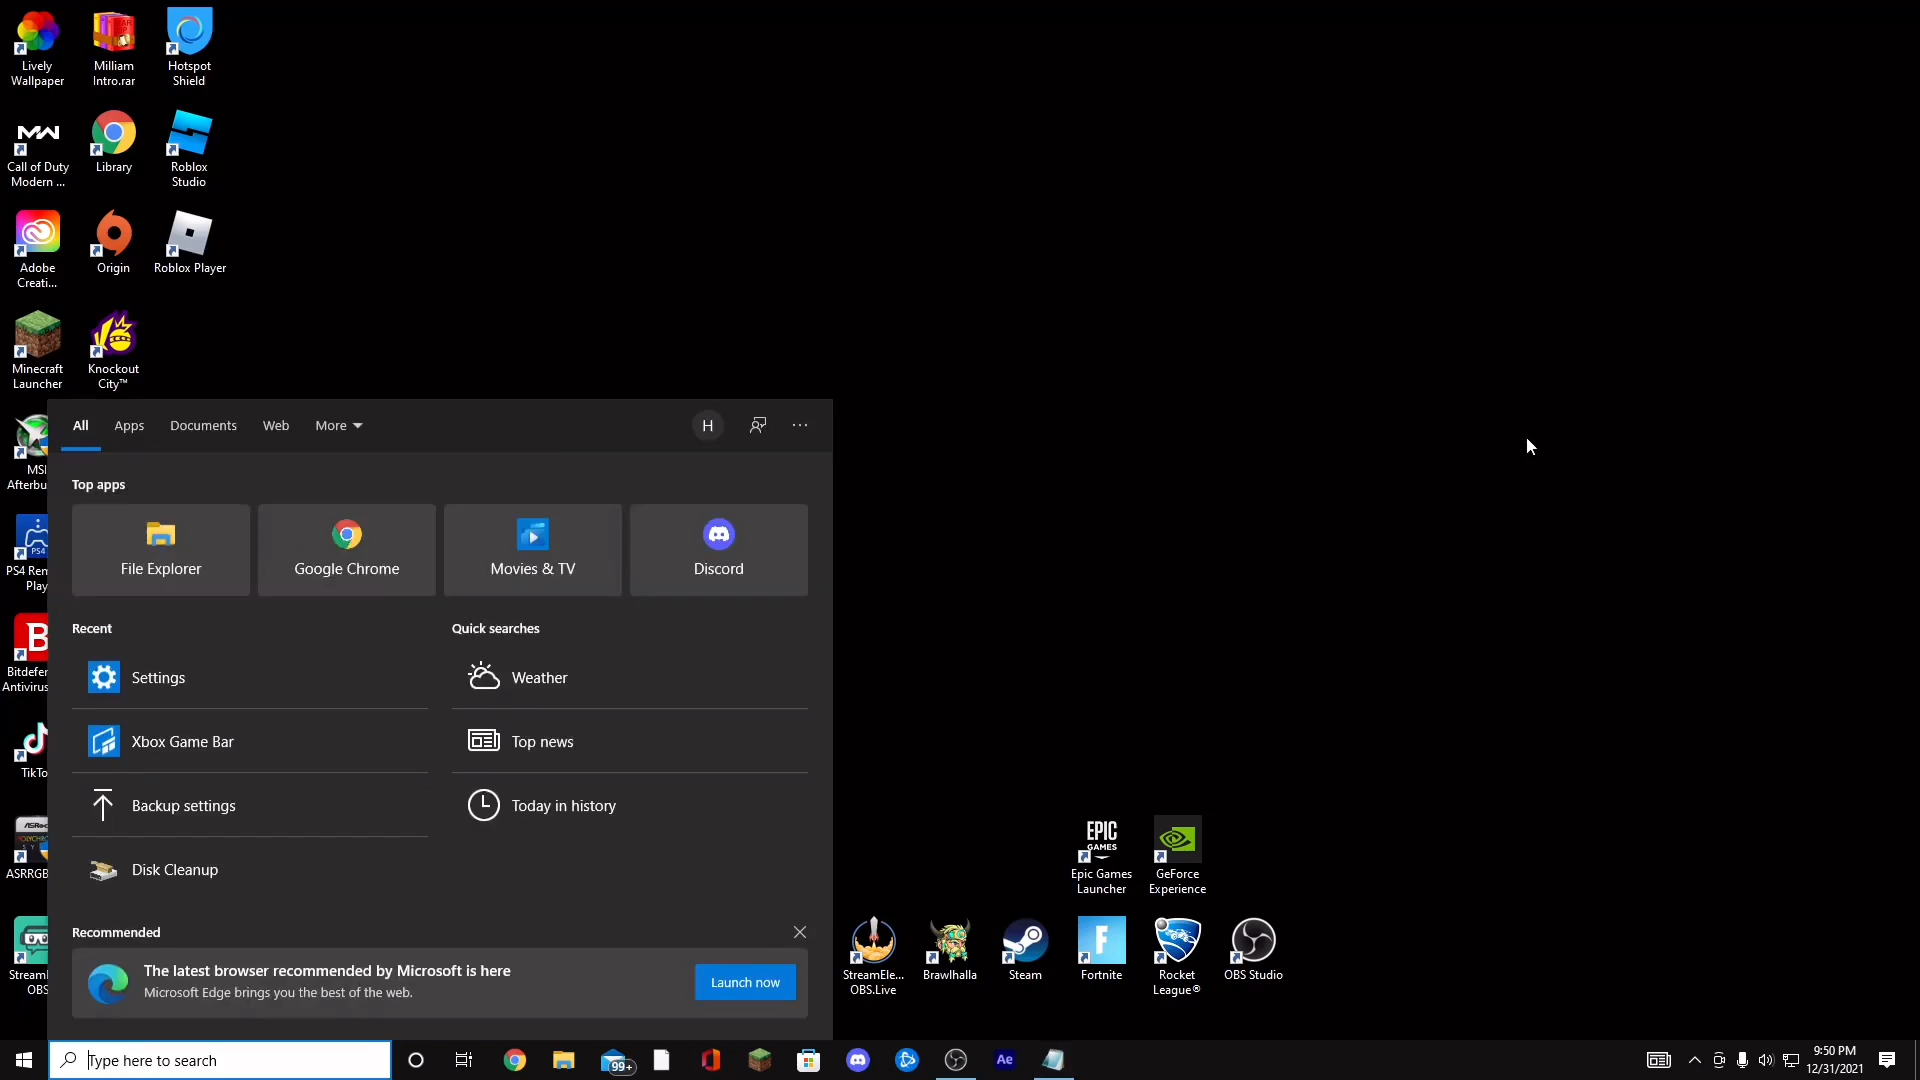 Lively
Wallpaper
Milliam
Intro.rar
Hotspot
Shield
Call of Duty
Modern ...
Library
Roblox
Studio
Adobe
Creati...
Origin
Roblox Player
Minecraft
Launcher
Knockout
City™
MSI
Afterbu
PS4
PS4 Rem
Play
B
Bitdefen
Antivirus
TikTo
ASRRGB
StreamE
OBS
All
Apps
Documents
Web
More
H
...
Top apps
File Explorer
Google Chrome
Movies & TV
Discord
Recent
Quick searches
Settings
Weather
Xbox Game Bar
Top news
Backup settings
Today in history
Disk Cleanup
Recommended
The latest browser recommended by Microsoft is here
Microsoft Edge brings you the best of the web.
Launch now
EPIC
GAMES
Epic Games
Launcher
GeForce
Experience
StreamEle...
OBS.Live
Brawlhalla
Steam
F
Fortnite
Rocket
League®
OBS Studio
Type here to search
99+
Ae
9:50 PM
12/31/2021